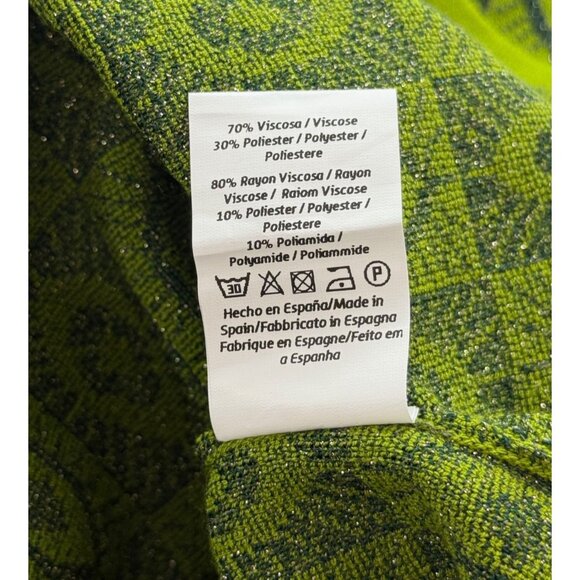 70% Viscosa / Viscose
30% Poliester / Polyester /
Poliestere
80% Rayon Viscosa / Rayon
Viscose / Raiom Viscose
10% Poliester / Polyester /
Poliestere
10% Poliamida /
Polyamide / Poliammide
30 P
Hecho en España/Made in
Spain/Fabbricato in Espagna
Fabrique en Espagne/Feito em
a Espanha